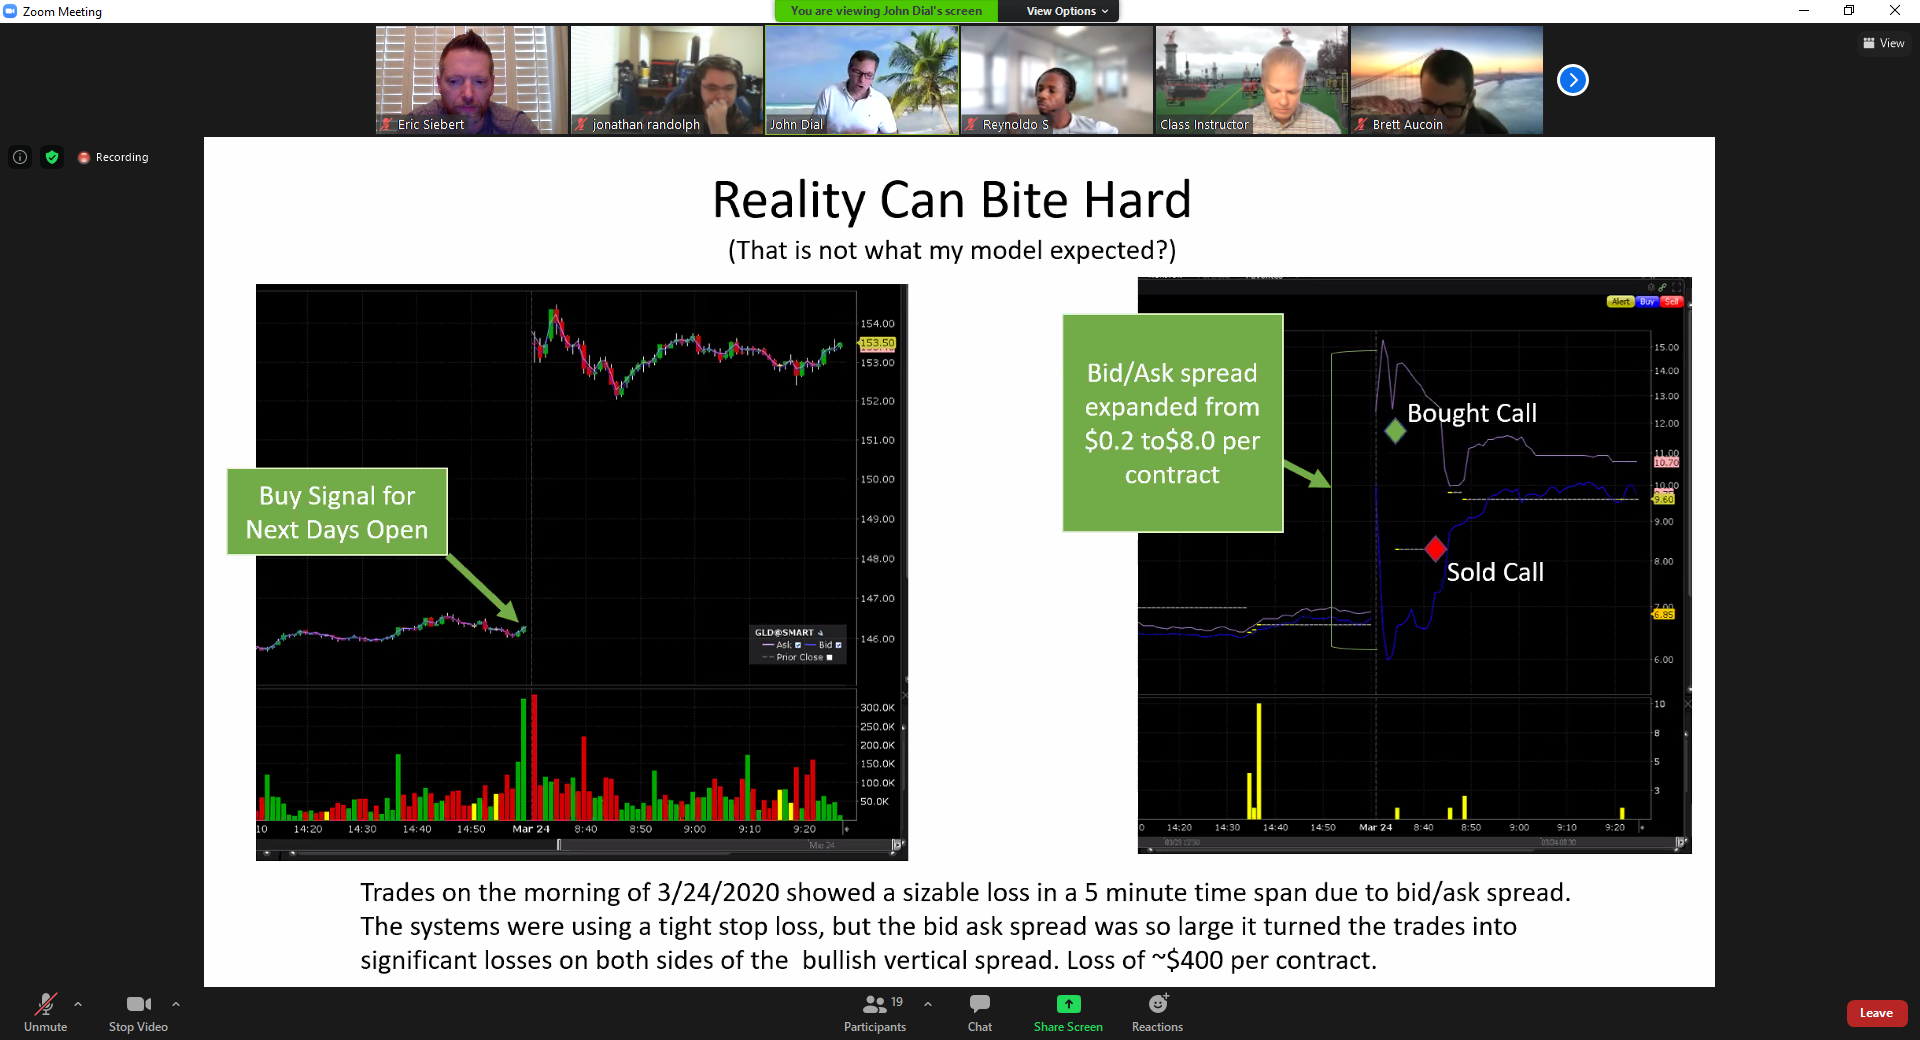 Zoom Meeting
You are viewing John Dial's screen
View Options
View
Eric Siebert
jonathan randolph
John Dial
Reynoldo S
Class Instructor
Brett Aucoin
Recording
Reality Can Bite Hard
(That is not what my model expected?)
154.00
153.50
153.00
152.00
151.00
150.00
149.00
148.00
147.00
146.00
Buy Signal for
Next Days Open
GLD@SMART
Ask Bid
Prior Close
300.0K
250.0K
200.0K
150.0K
100.0K
50.0K
10 14:20 14:30 14:40 14:50 Mar 24 8:40 8:50 9:00 9:10 9:20
Mar 24
Alert Buy Sell
Bid/Ask spread
expanded from
$0.2 to$8.0 per
contract
Bought Call
Sold Call
15.00
14.00
13.00
12.00
11.00
10.70
10.00
9.60
9.00
8.00
7.00
6.85
6.00
10
8
5
3
0 14:20 14:30 14:40 14:50 Mar 24 8:40 8:50 9:00 9:10 9:20
Trades on the morning of 3/24/2020 showed a sizable loss in a 5 minute time span due to bid/ask spread.
The systems were using a tight stop loss, but the bid ask spread was so large it turned the trades into
significant losses on both sides of the bullish vertical spread. Loss of ~$400 per contract.
Unmute
Stop Video
19
Participants
Chat
Share Screen
Reactions
Leave